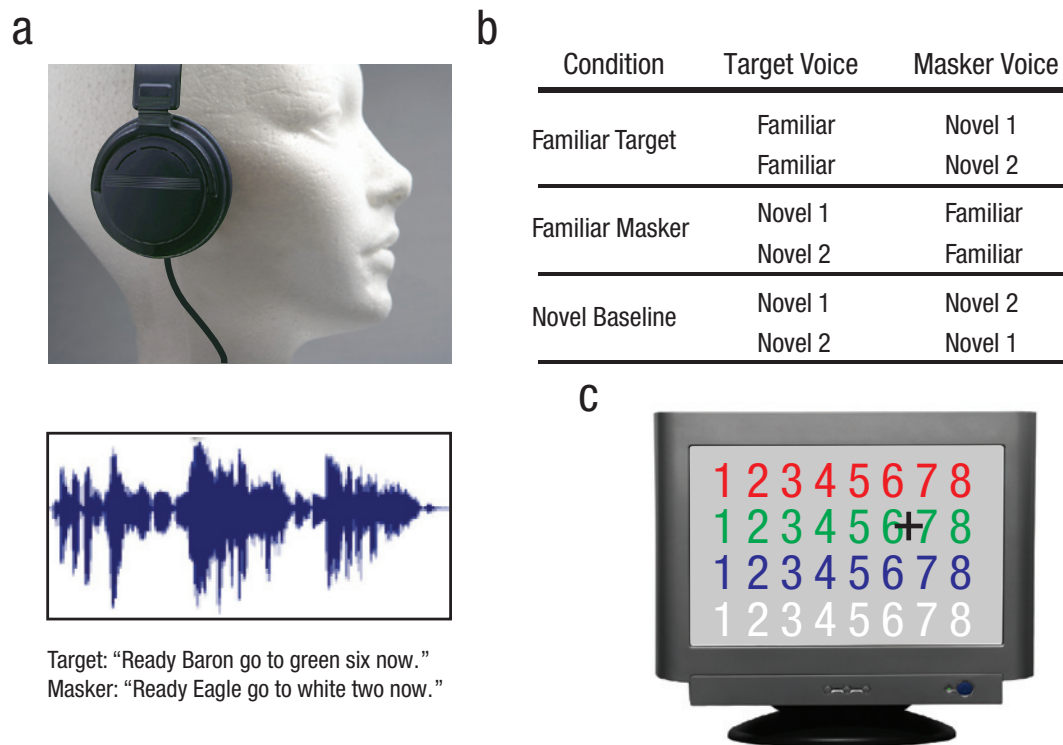 a
Target: “Ready Baron go to green six now.”
Masker: “Ready Eagle go to white two now.”
b
Condition Target Voice Masker Voice
Familiar Target Familiar Novel 1
Familiar Novel 2
Familiar Masker Novel 1 Familiar
Novel 2 Familiar
Novel Baseline Novel 1 Novel 2
Novel 2 Novel 1
c
1 2 3 4 5 6 7 8
1 2 3 4 5 6 7 8
1 2 3 4 5 6 7 8
1 2 3 4 5 6 7 8